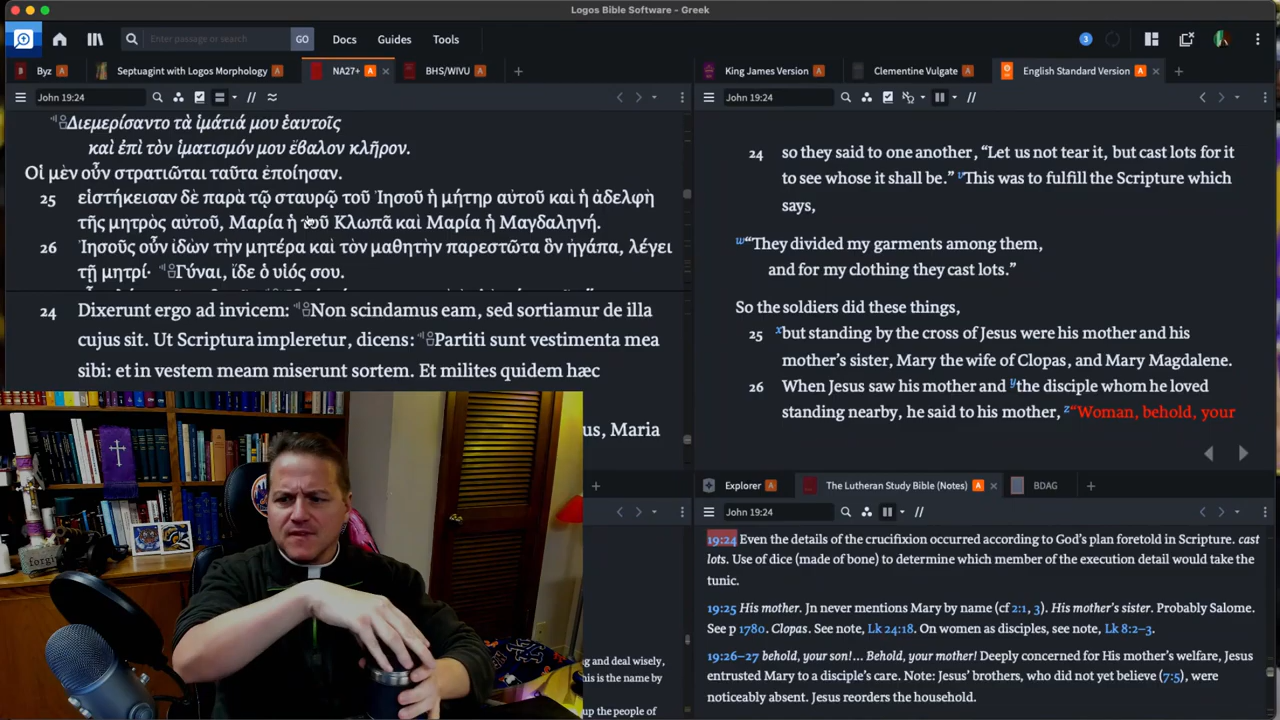 Logos Bible Software - Greek
Enter passage or search
GO
Docs
Guides
Tools
3
Byz A
Septuagint with Logos Morphology A
NA27+ A
BHS/WIVU A
John 19:24
Διεμερίσαντο τὰ ἱμάτιά μου ἑαυτοῖς
καὶ ἐπὶ τὸν ἱματισμόν μου ἔβαλον κλῆρον.
Οἱ μὲν οὖν στρατιῶται ταῦτα ἐποίησαν.
25 εἱστήκεισαν δὲ παρὰ τῷ σταυρῷ τοῦ Ἰησοῦ ἡ μήτηρ αὐτοῦ καὶ ἡ ἀδελφὴ
τῆς μητρὸς αὐτοῦ, Μαρία ἡ τοῦ Κλωπᾶ καὶ Μαρία ἡ Μαγδαληνή.
26 Ἰησοῦς οὖν ἰδὼν τὴν μητέρα καὶ τὸν μαθητὴν παρεστῶτα ὃν ἠγάπα, λέγει
τῇ μητρί· Γύναι, ἴδε ὁ υἱός σου.
24 Dixerunt ergo ad invicem: Non scindamus eam, sed sortiamur de illa
cujus sit. Ut Scriptura impleretur, dicens: Partiti sunt vestimenta mea
sibi: et in vestem meam miserunt sortem. Et milites quidem hæc
us, Maria
ng and deal wisely,
his is the name by
up the people of
King James Version A
Clementine Vulgate A
English Standard Version A
John 19:24
24 so they said to one another, “Let us not tear it, but cast lots for it
to see whose it shall be.” vThis was to fulfill the Scripture which
says,
w“They divided my garments among them,
and for my clothing they cast lots.”
So the soldiers did these things,
25 xbut standing by the cross of Jesus were his mother and his
mother’s sister, Mary the wife of Clopas, and Mary Magdalene.
26 When Jesus saw his mother and ythe disciple whom he loved
standing nearby, he said to his mother, z“Woman, behold, your
Explorer A
The Lutheran Study Bible (Notes) A
BDAG
John 19:24
19:24 Even the details of the crucifixion occurred according to God’s plan foretold in Scripture. cast
lots. Use of dice (made of bone) to determine which member of the execution detail would take the
tunic.
19:25 His mother. Jn never mentions Mary by name (cf 2:1, 3). His mother’s sister. Probably Salome.
See p 1780. Clopas. See note, Lk 24:18. On women as disciples, see note, Lk 8:2–3.
19:26–27 behold, your son!… Behold, your mother! Deeply concerned for His mother’s welfare, Jesus
entrusted Mary to a disciple’s care. Note: Jesus’ brothers, who did not yet believe (7:5), were
noticeably absent. Jesus reorders the household.